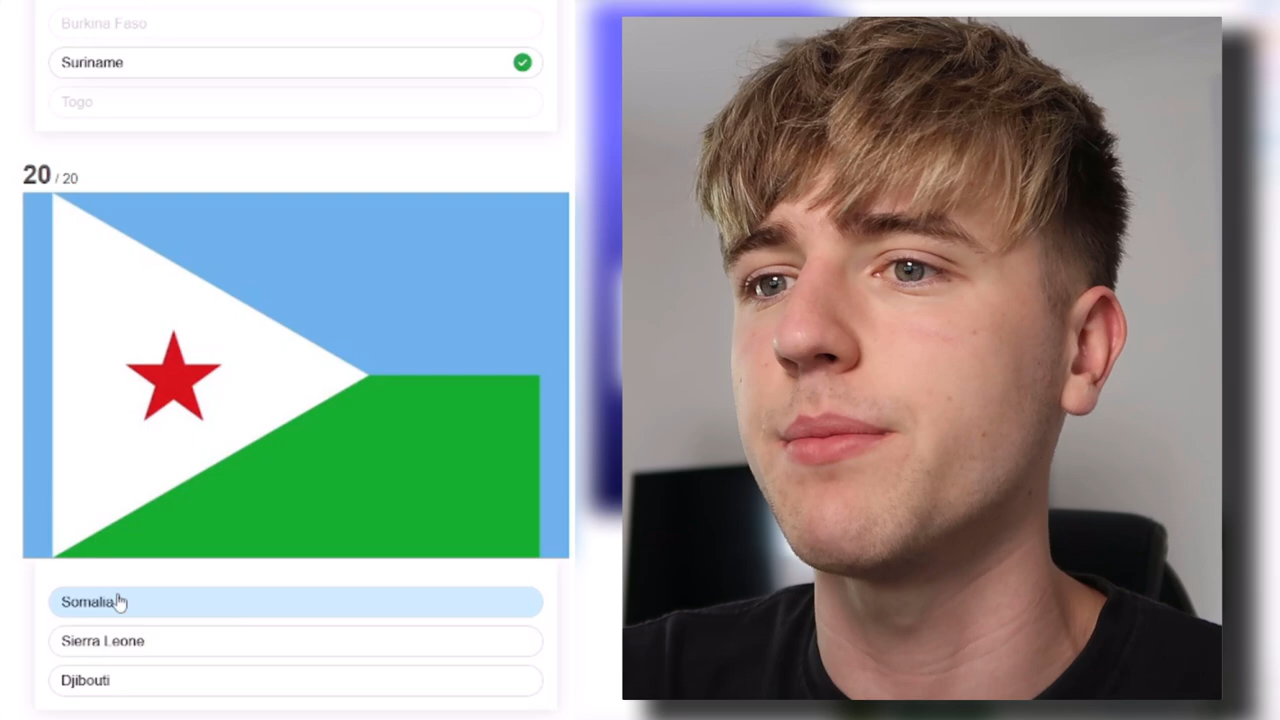 Burkina Faso
Suriname
Togo
20 / 20
Somalia
Sierra Leone
Djibouti